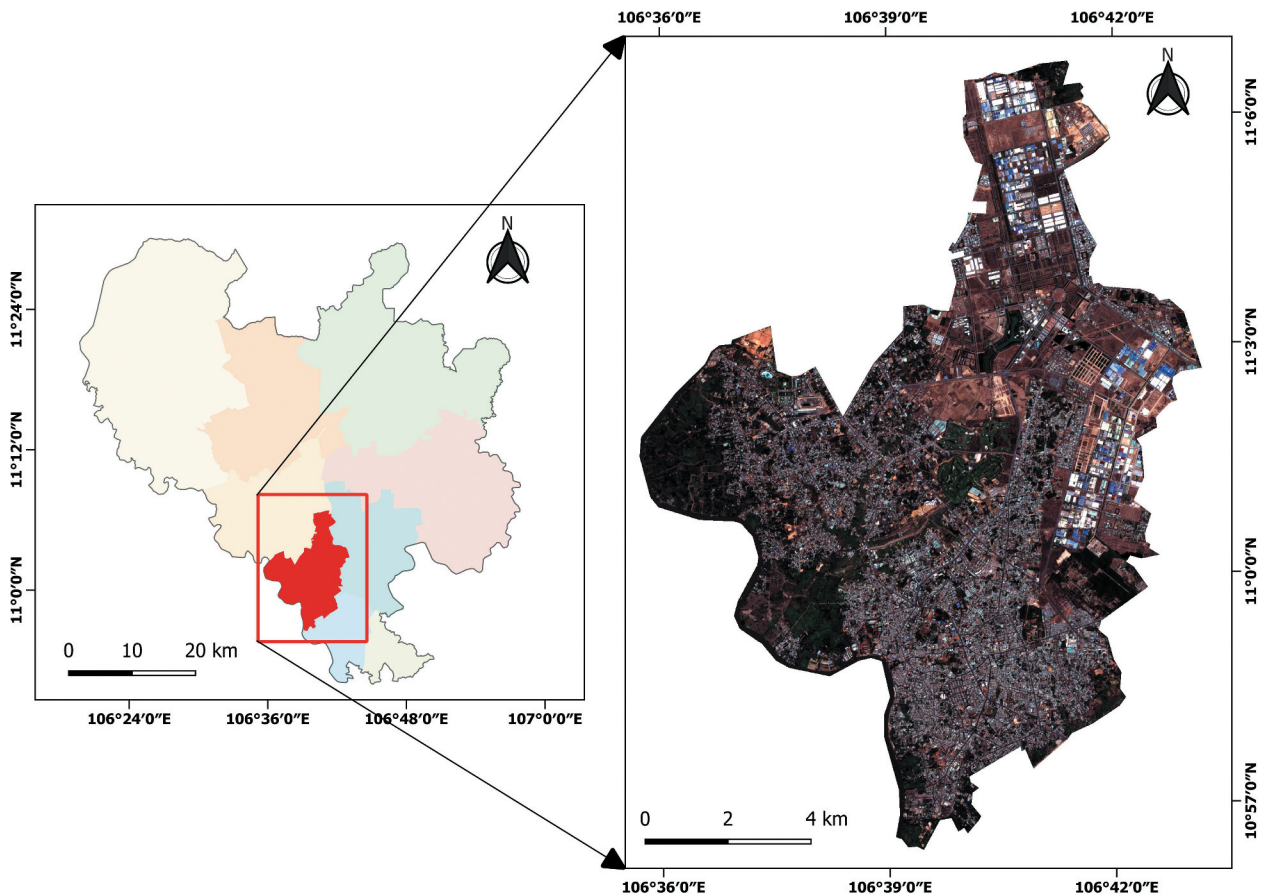 N
11°24′0″N
11°12′0″N
11°0′0″N
0 10 20 km
106°24′0″E 106°36′0″E 106°48′0″E 107°0′0″E
106°36′0″E 106°39′0″E 106°42′0″E
N
11°6′0″N
11°3′0″N
11°0′0″N
10°57′0″N
0 2 4 km
106°36′0″E 106°39′0″E 106°42′0″E